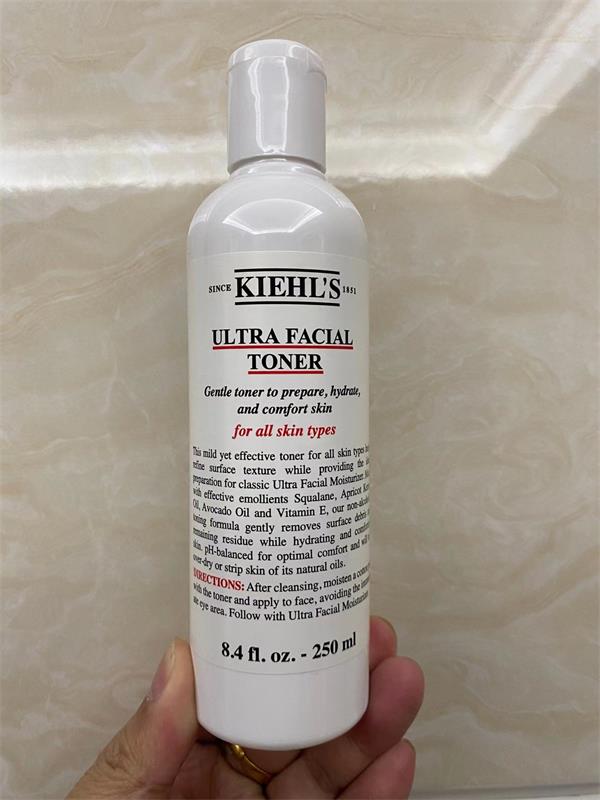 SINCE KIEHL'S 1851
ULTRA FACIAL
TONER
Gentle toner to prepare, hydrate,
and comfort skin
for all skin types
This mild yet effective toner for all skin types
refine surface texture while providing the
preparation for classic Ultra Facial Moisturizer.
with effective emollients Squalane, Apricot
Oil, Avocado Oil and Vitamin E, our
toning formula gently removes surface debris
remaining residue while hydrating and
skin. pH-balanced for optimal comfort and
over-dry or strip skin of its natural oils.
DIRECTIONS: After cleansing, moisten a
with the toner and apply to face, avoiding the
ate eye area. Follow with Ultra Facial
8.4 fl. oz. - 250 ml